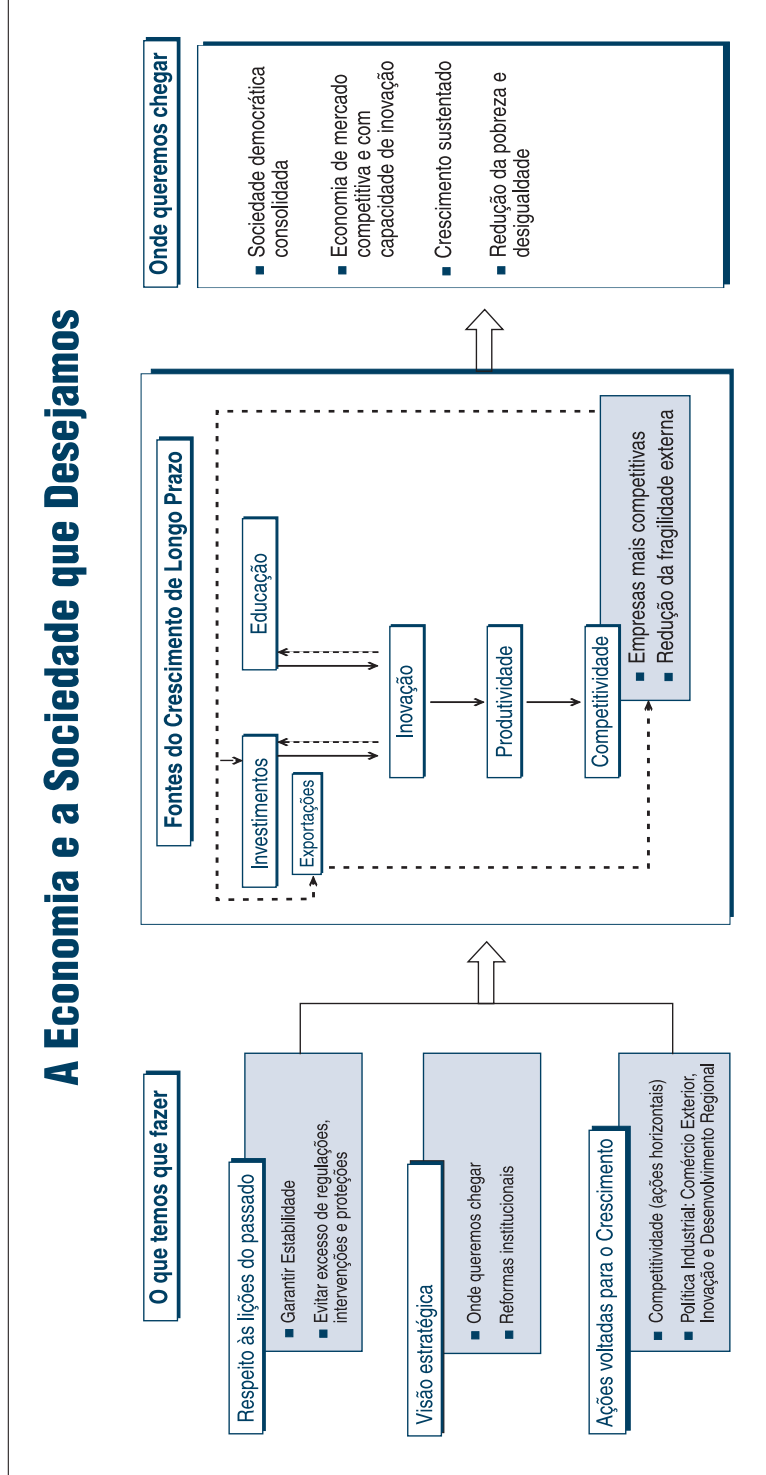 A Economia e a Sociedade que Desejamos
O que temos que fazer
Respeito às lições do passado
■ Garantir Estabilidade
■ Evitar excesso de regulações,
intervenções e proteções
Visão estratégica
■ Onde queremos chegar
■ Reformas institucionais
Ações voltadas para o Crescimento
■ Competitividade (ações horizontais)
■ Política Industrial: Comércio Exterior,
Inovação e Desenvolvimento Regional
Fontes do Crescimento de Longo Prazo
Investimentos
Educação
Exportações
Inovação
Produtividade
Competitividade
■ Empresas mais competitivas
■ Redução da fragilidade externa
Onde queremos chegar
■ Sociedade democrática
consolidada
■ Economia de mercado
competitiva e com
capacidade de inovação
■ Crescimento sustentado
■ Redução da pobreza e
desigualdade